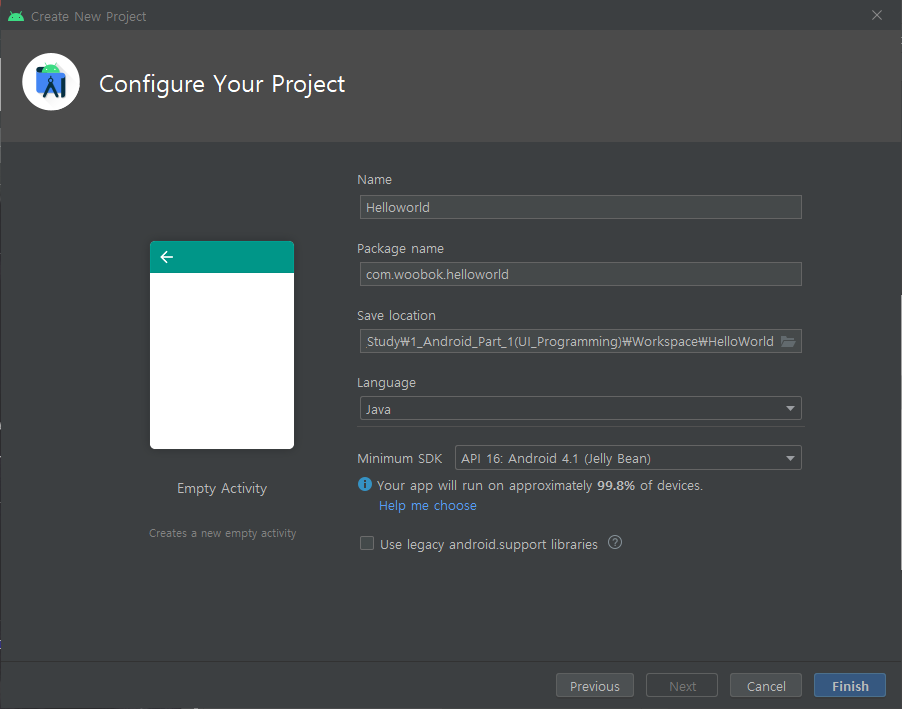 Create New Project
Configure Your Project
Name
Helloworld
Package name
com.woobok.helloworld
Save location
Study₩1_Android_Part_1(UI_Programming)₩Workspace₩HelloWorld
Language
Java
Minimum SDK
API 16: Android 4.1 (Jelly Bean)
Your app will run on approximately 99.8% of devices.
Help me choose
Use legacy android.support libraries
Empty Activity
Creates a new empty activity
Previous
Next
Cancel
Finish